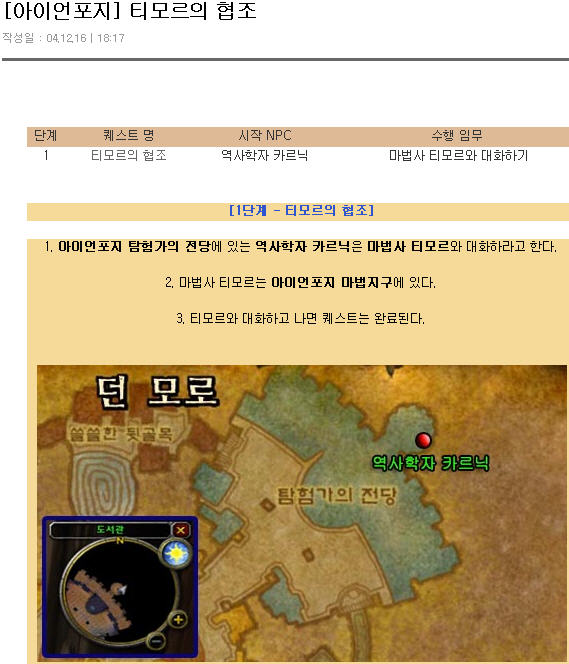 [아이언포지] 티모르의 협조
작성일 : 04.12.16 | 18:17
단계 퀘스트 명 시작 NPC 수행 임무
1 티모르의 협조 역사학자 카르닉 마법사 티모르와 대화하기
[1단계 - 티모르의 협조]
1. 아이언포지 탐험가의 전당에 있는 역사학자 카르닉은 마법사 티모르와 대화하라고 한다.
2. 마법사 티모르는 아이언포지 마법지구에 있다.
3. 티모르와 대화하고 나면 퀘스트는 완료된다.
던 모로
쓸쓸한 뒷골목
역사학자 카르닉
탐험가의 전당
도서관
N